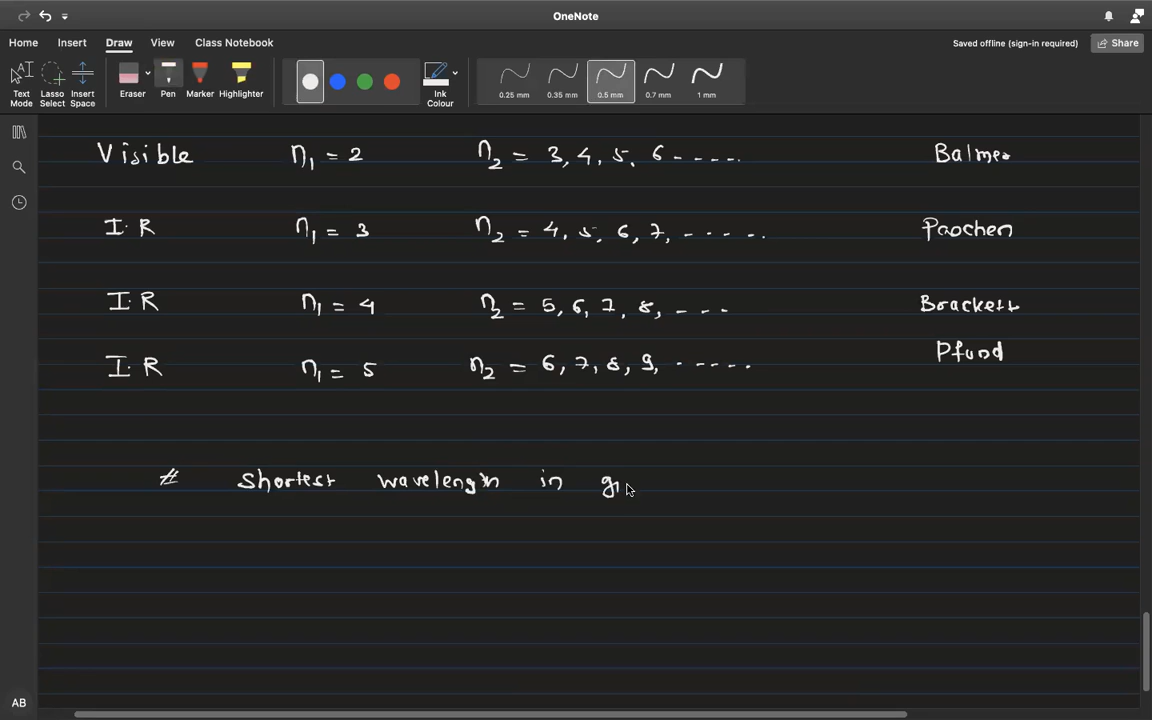 OneNote
Home Insert Draw View Class Notebook
Saved offline (sign-in required) Share
Text Mode Lasso Select Insert Space Eraser Pen Marker Highlighter Ink Colour 0.25 mm 0.35 mm 0.5 mm 0.7 mm 1 mm
Visible n₁ = 2 n₂ = 3, 4, 5, 6 ----.. Balmer
I.R n₁ = 3 n₂ = 4, 5, 6, 7, ------. Paschen
I.R n₁ = 4 n₂ = 5, 6, 7, 8, ---- Brackett
I.R n₁ = 5 n₂ = 6, 7, 8, 9, ------ Pfund
# Shortest wavelength in
AB